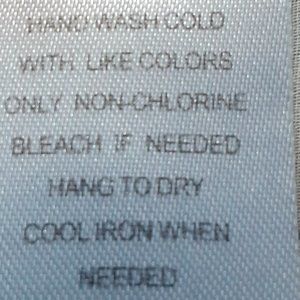 HAND WASH COLD
WITH LIKE COLORS
ONLY NON-CHLORINE
BLEACH IF NEEDED
HANG TO DRY
COOL IRON WHEN
NEEDED